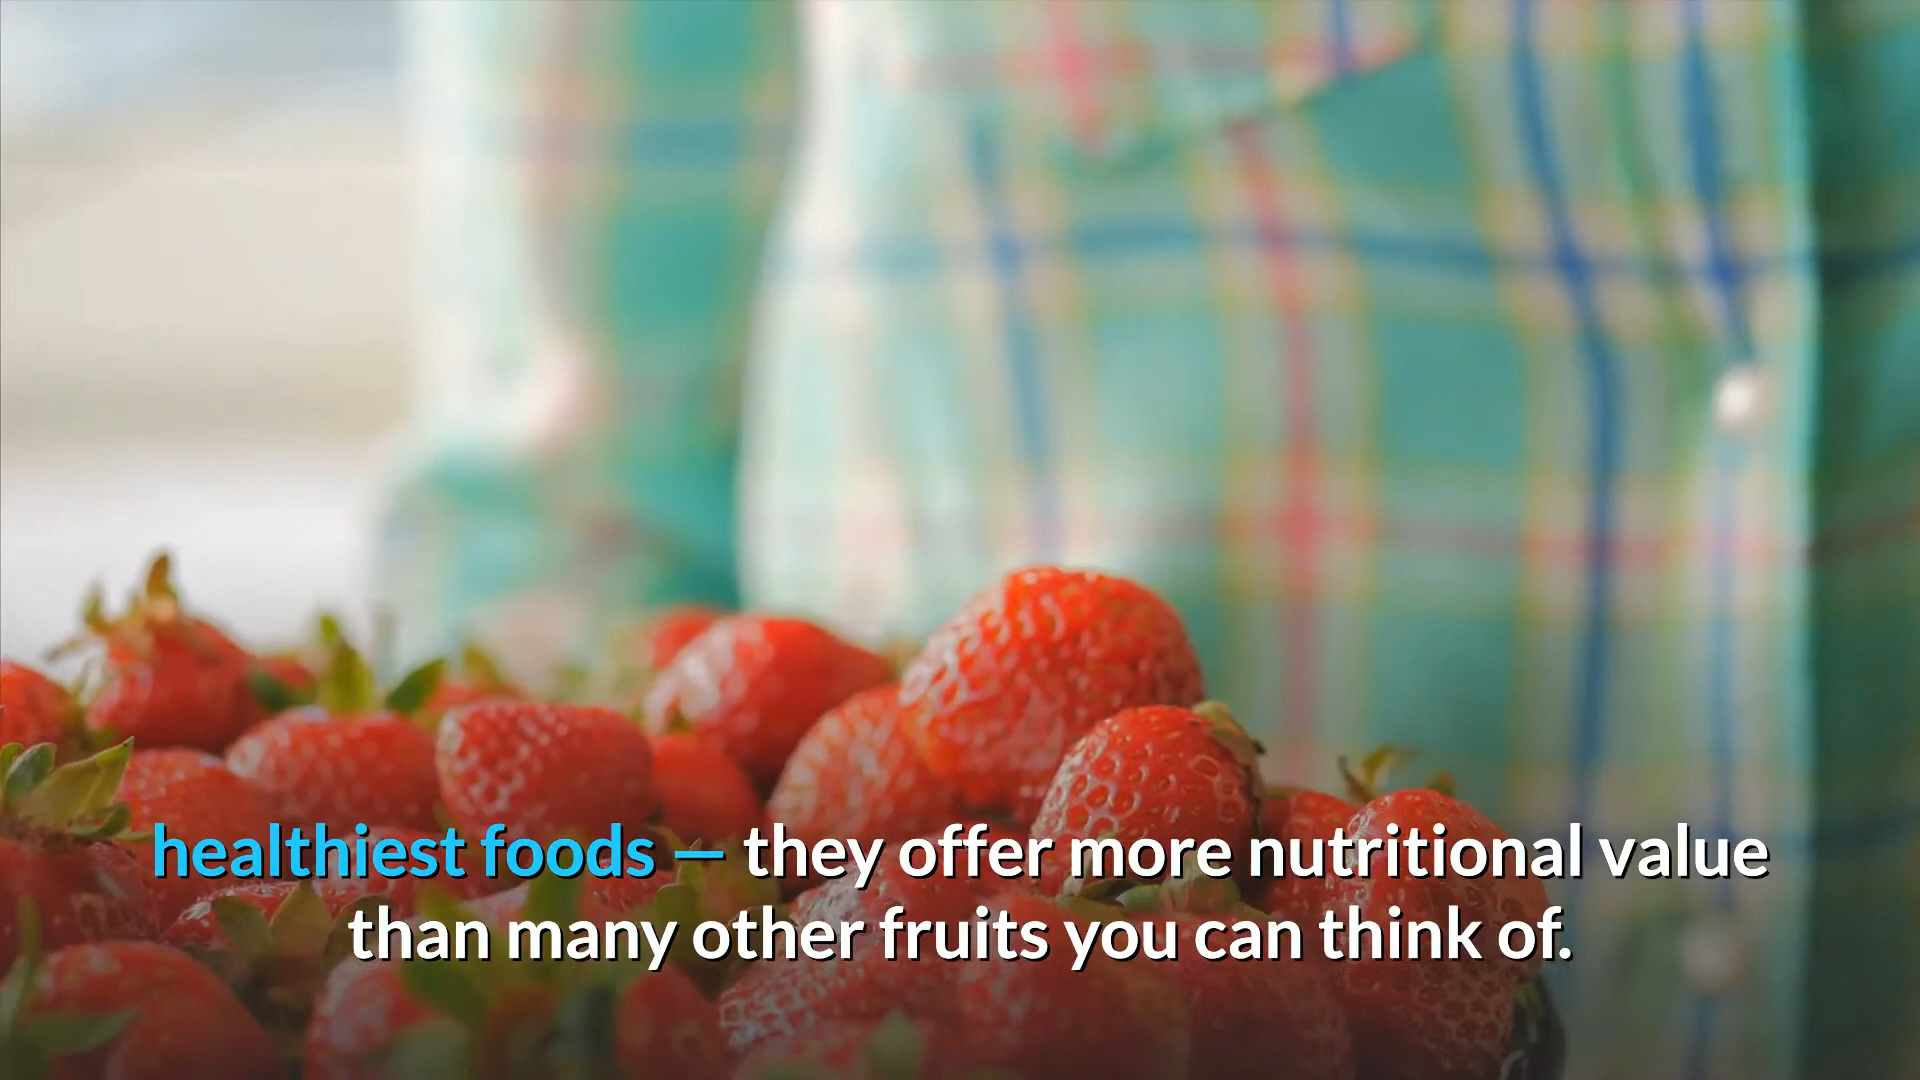 healthiest foods — they offer more nutritional value
than many other fruits you can think of.